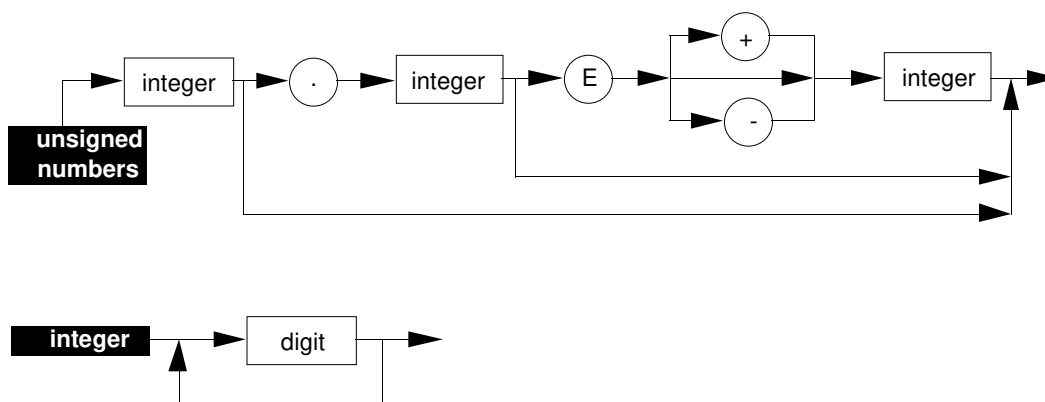 +
integer
.
integer
E
integer
-
unsigned
numbers
integer
digit